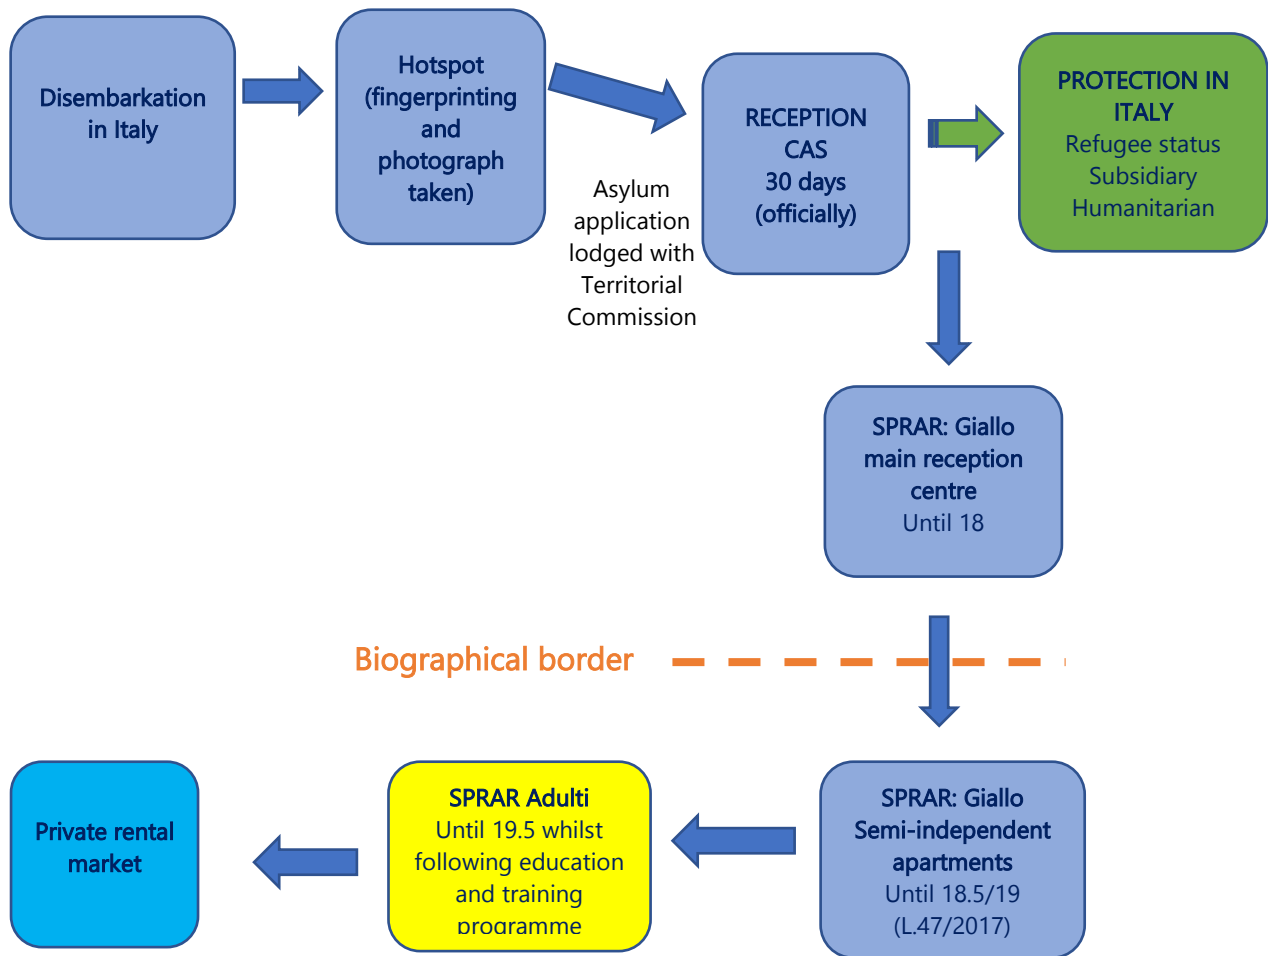 Disembarkation
in Italy
Hotspot
(fingerprinting
and
photograph
taken)
Asylum
application
lodged with
Territorial
Commission
RECEPTION
CAS
30 days
(officially)
PROTECTION IN
ITALY
Refugee status
Subsidiary
Humanitarian
SPRAR: Giallo
main reception
centre
Until 18
Biographical border
Private rental
market
SPRAR Adulti
Until 19.5 whilst
following education
and training
programme
SPRAR: Giallo
Semi-independent
apartments
Until 18.5/19
(L.47/2017)